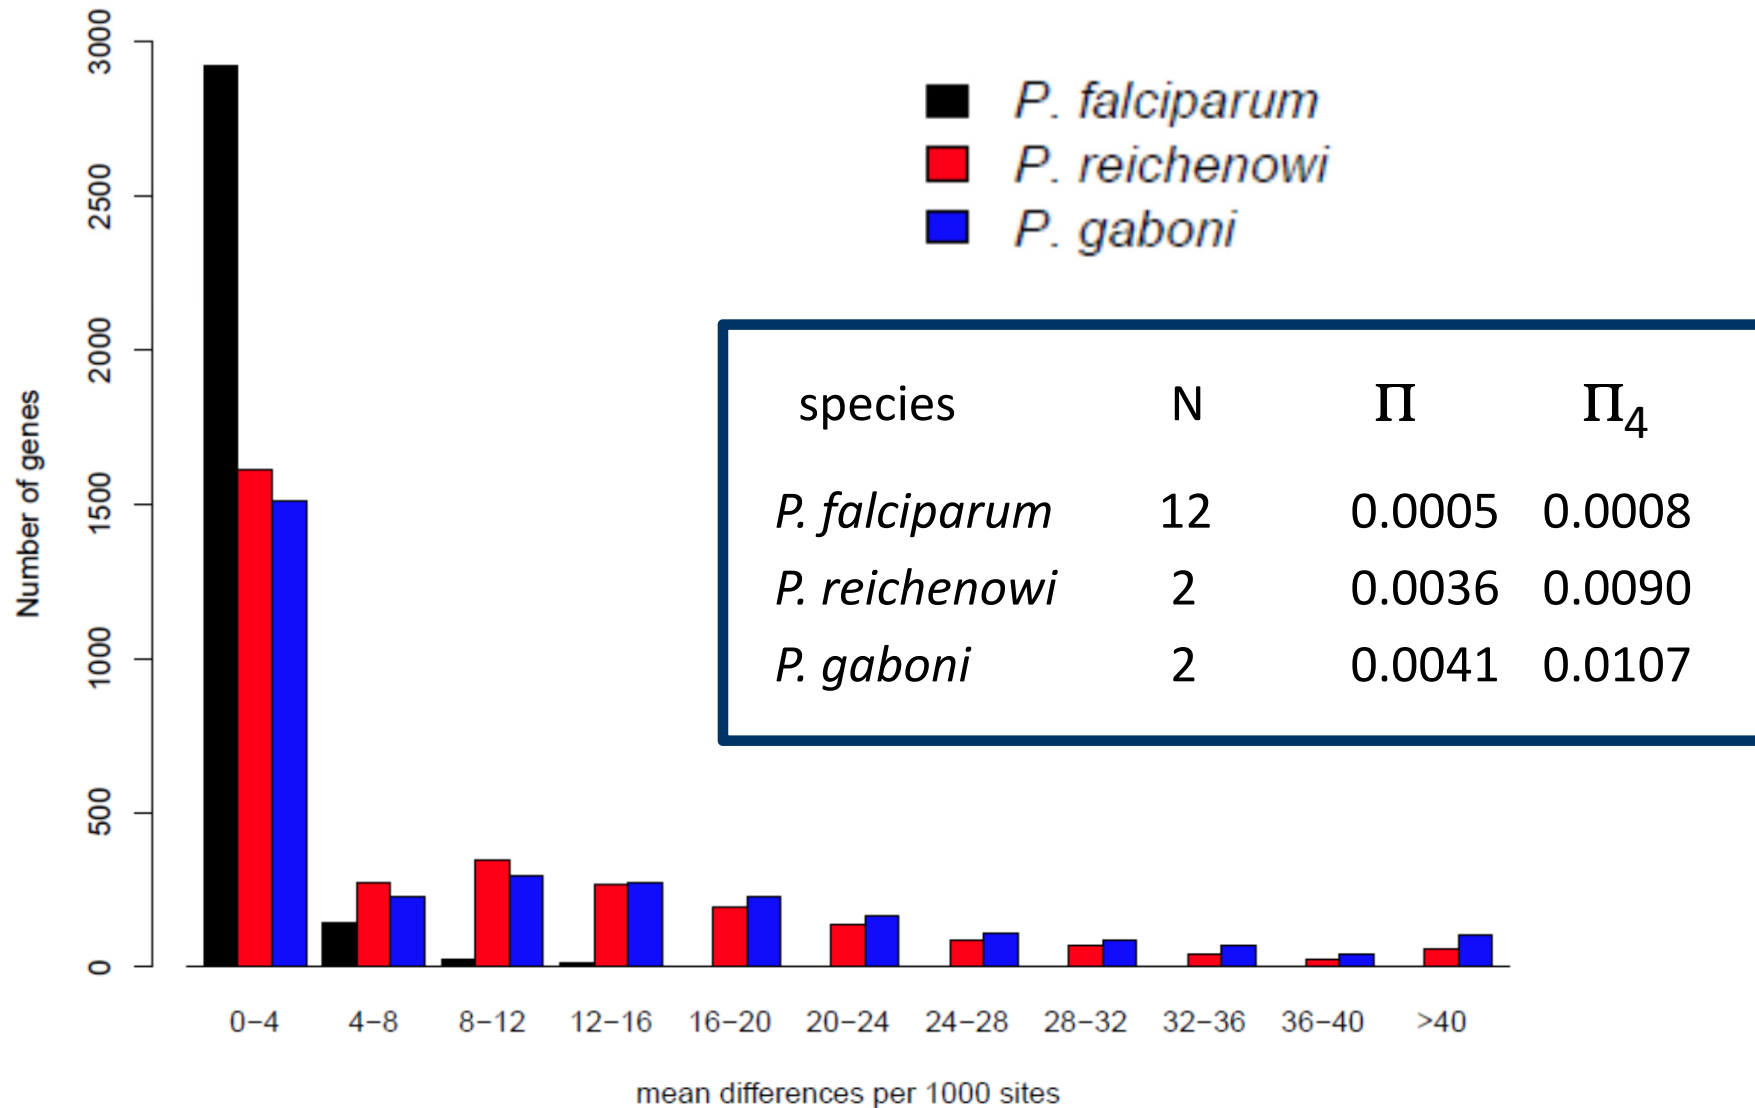 3000
2500
2000
1500
1000
500
0
Number of genes
P. falciparum
P. reichenowi
P. gaboni
species N Π Π4
P. falciparum 12 0.0005 0.0008
P. reichenowi 2 0.0036 0.0090
P. gaboni 2 0.0041 0.0107
0−4 4−8 8−12 12−16 16−20 20−24 24−28 28−32 32−36 36−40 >40
mean differences per 1000 sites